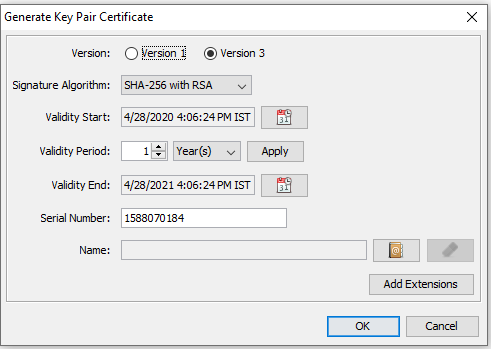 Generate Key Pair Certificate
Version: Version 1 Version 3
Signature Algorithm: SHA-256 with RSA
Validity Start: 4/28/2020 4:06:24 PM IST 31
Validity Period: 1 Year(s) Apply
Validity End: 4/28/2021 4:06:24 PM IST 31
Serial Number: 1588070184
Name:
Add Extensions
OK Cancel